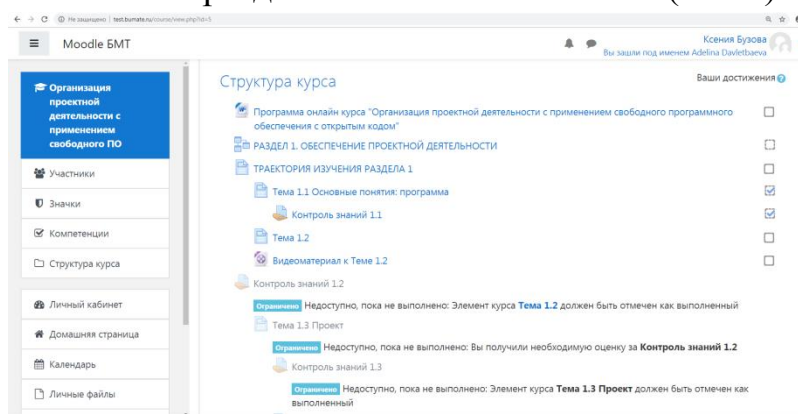 Не защищено | test.bumate.ru/course/view.php?id=5
Moodle БМТ
Ксения Бузова
Вы зашли под именем Adelina Davletbaeva
Организация
проектной
деятельности с
применением
свободного ПО
Участники
Значки
Компетенции
Структура курса
Личный кабинет
Домашняя страница
Календарь
Личные файлы
Структура курса
Ваши достижения
Программа онлайн курса "Организация проектной деятельности с применением свободного программного
обеспечения с открытым кодом"
РАЗДЕЛ 1. ОБЕСПЕЧЕНИЕ ПРОЕКТНОЙ ДЕЯТЕЛЬНОСТИ
ТРАЕКТОРИЯ ИЗУЧЕНИЯ РАЗДЕЛА 1
Тема 1.1 Основные понятия: программа
Контроль знаний 1.1
Тема 1.2
Видеоматериал к Теме 1.2
Контроль знаний 1.2
Ограничено Недоступно, пока не выполнено: Элемент курса Тема 1.2 должен быть отмечен как выполненный
Тема 1.3 Проект
Ограничено Недоступно, пока не выполнено: Вы получили необходимую оценку за Контроль знаний 1.2
Контроль знаний 1.3
Ограничено Недоступно, пока не выполнено: Элемент курса Тема 1.3 Проект должен быть отмечен как
выполненный